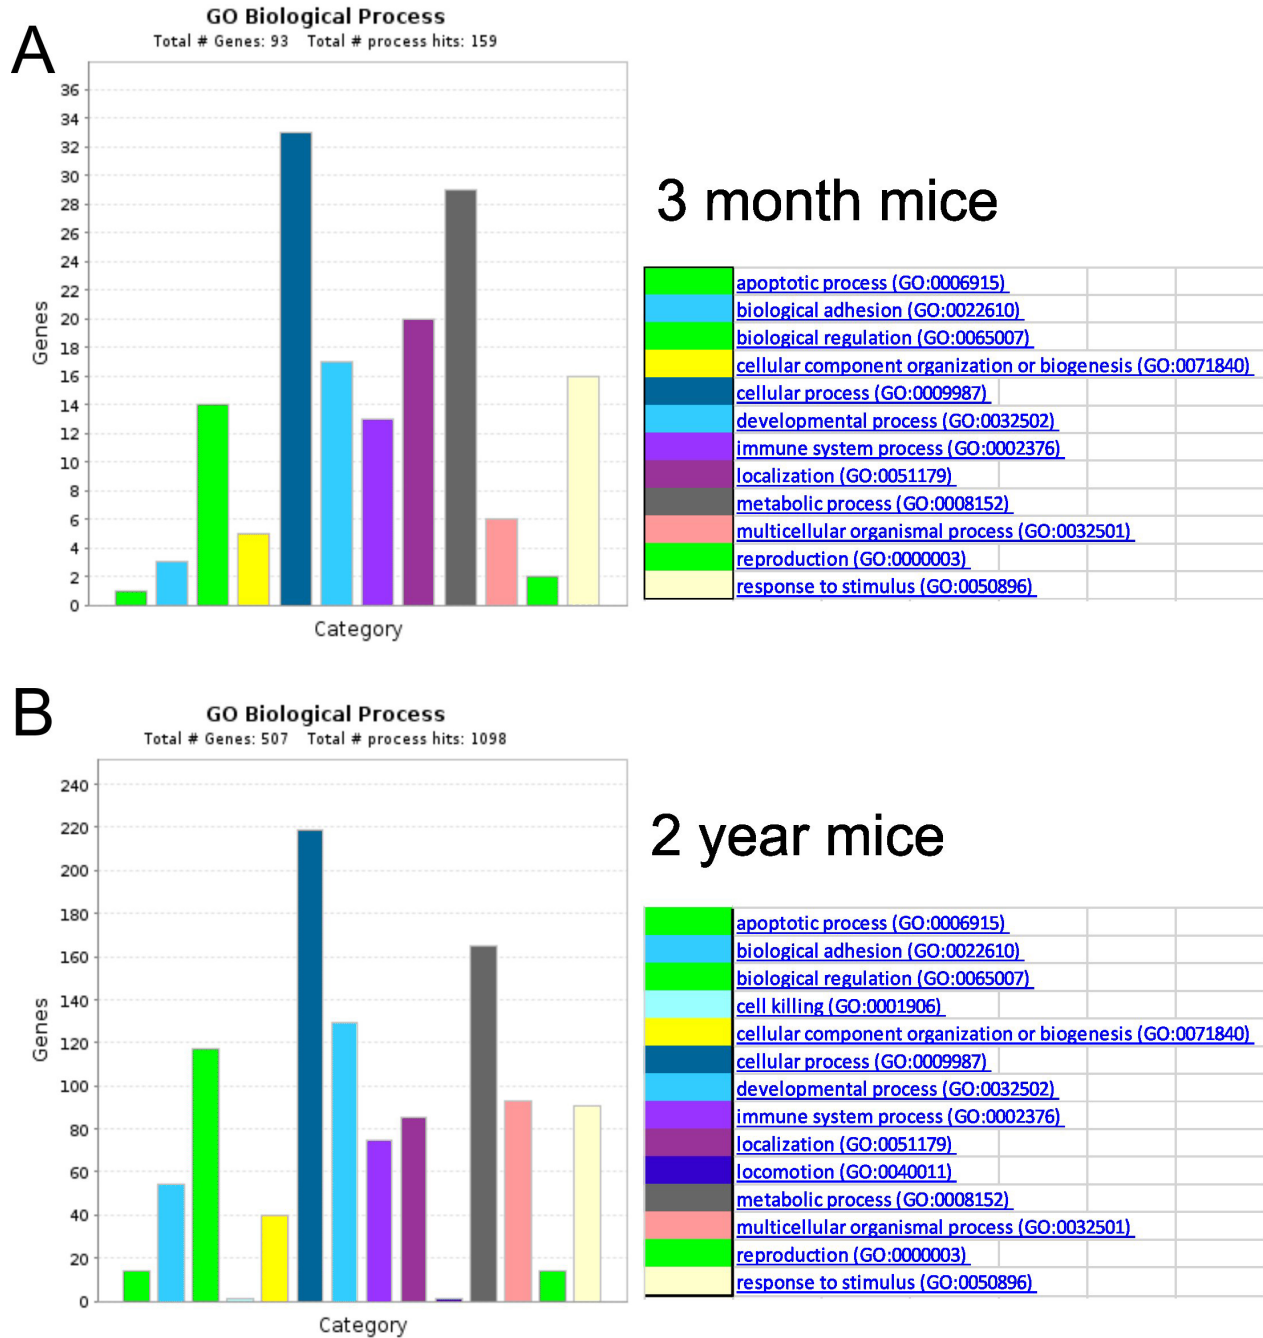 A
GO Biological Process
Total # Genes: 93 Total # process hits: 159
36
34
32
30
28
26
24
22
20
18
16
14
12
10
8
6
4
2
0
Genes
Category
3 month mice
apoptotic process (GO:0006915)
biological adhesion (GO:0022610)
biological regulation (GO:0065007)
cellular component organization or biogenesis (GO:0071840)
cellular process (GO:0009987)
developmental process (GO:0032502)
immune system process (GO:0002376)
localization (GO:0051179)
metabolic process (GO:0008152)
multicellular organismal process (GO:0032501)
reproduction (GO:0000003)
response to stimulus (GO:0050896)
B
GO Biological Process
Total # Genes: 507 Total # process hits: 1098
240
220
200
180
160
140
120
100
80
60
40
20
0
Genes
Category
2 year mice
apoptotic process (GO:0006915)
biological adhesion (GO:0022610)
biological regulation (GO:0065007)
cell killing (GO:0001906)
cellular component organization or biogenesis (GO:0071840)
cellular process (GO:0009987)
developmental process (GO:0032502)
immune system process (GO:0002376)
localization (GO:0051179)
locomotion (GO:0040011)
metabolic process (GO:0008152)
multicellular organismal process (GO:0032501)
reproduction (GO:0000003)
response to stimulus (GO:0050896)